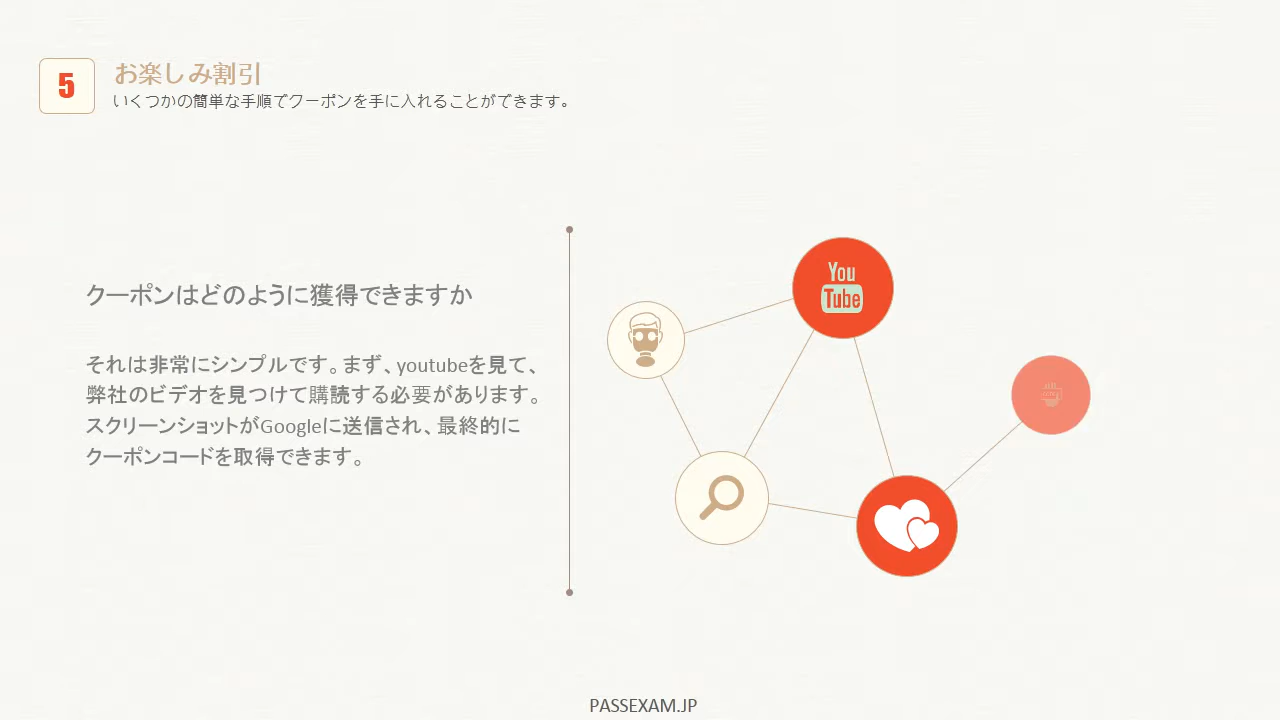 5
お楽しみ割引
いくつかの簡単な手順でクーポンを手に入れることができます。
クーポンはどのように獲得できますか
それは非常にシンプルです。まず、youtubeを見て、
弊社のビデオを見つけて購読する必要があります。
スクリーンショットがGoogleに送信され、最終的に
クーポンコードを取得できます。
You
Tube
PASSEXAM.JP